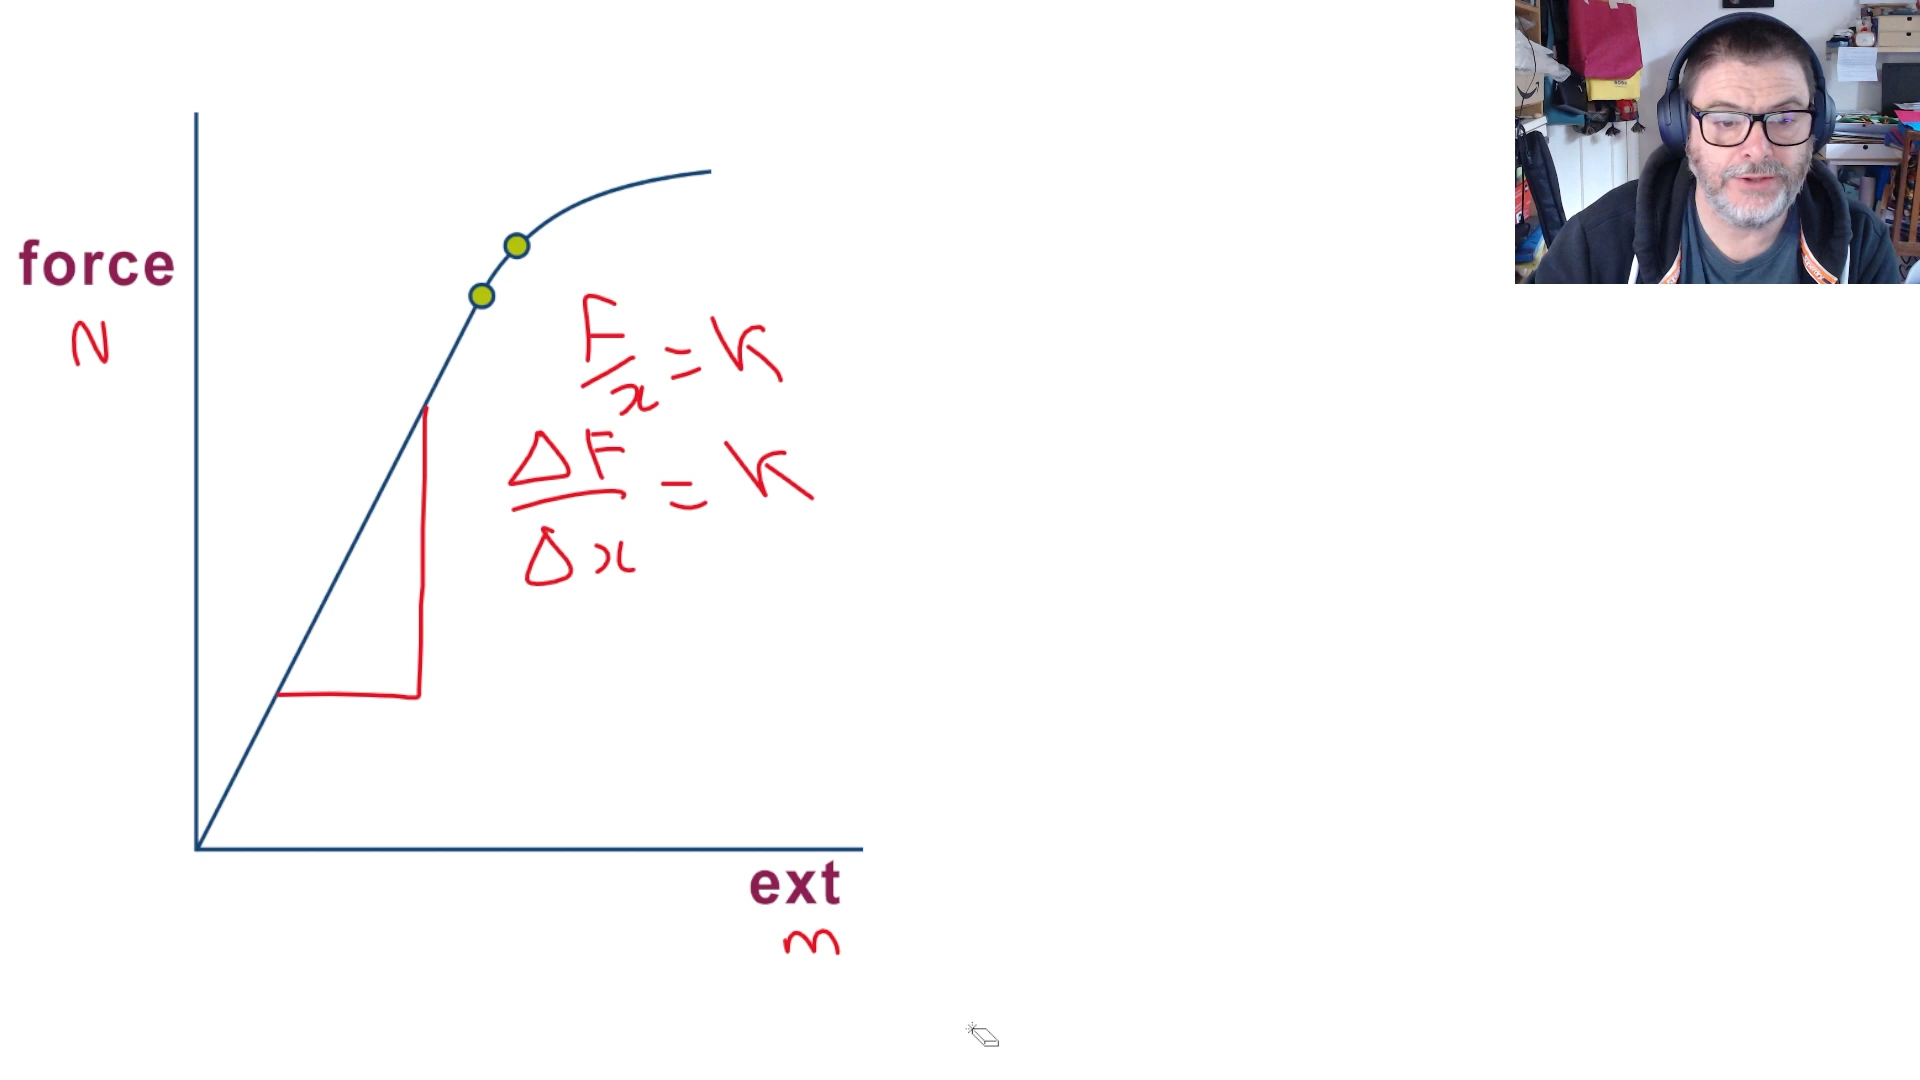 force
N
F/x = K
ΔF/Δx = K
ext
m